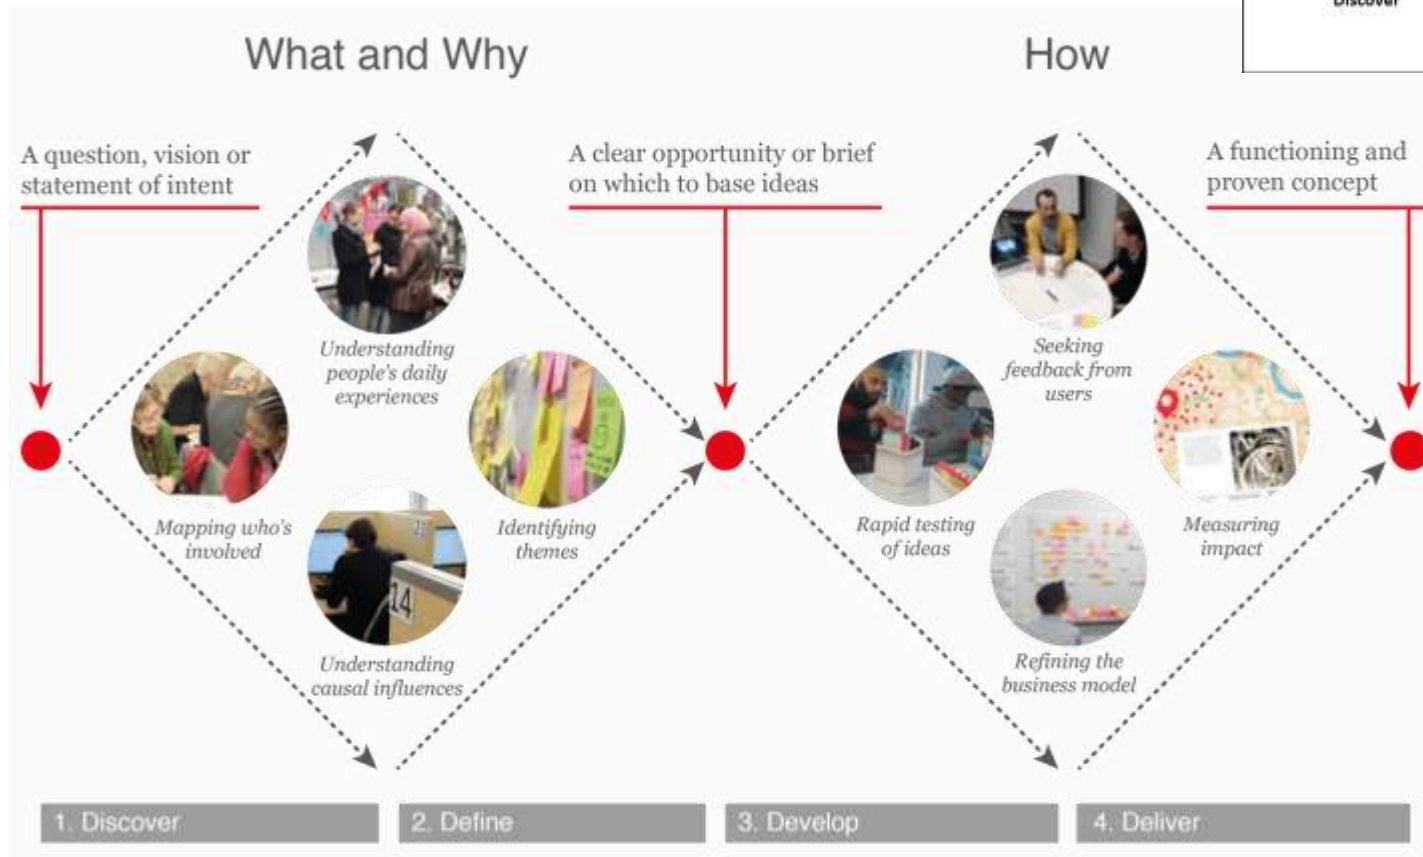 Discover
What and Why
How
A question, vision or
statement of intent
A clear opportunity or brief
on which to base ideas
A functioning and
proven concept
Understanding
people's daily
experiences
Mapping who's
involved
Identifying
themes
14
Understanding
causal influences
Seeking
feedback from
users
Rapid testing
of ideas
Measuring
impact
Refining the
business model
1. Discover
2. Define
3. Develop
4. Deliver